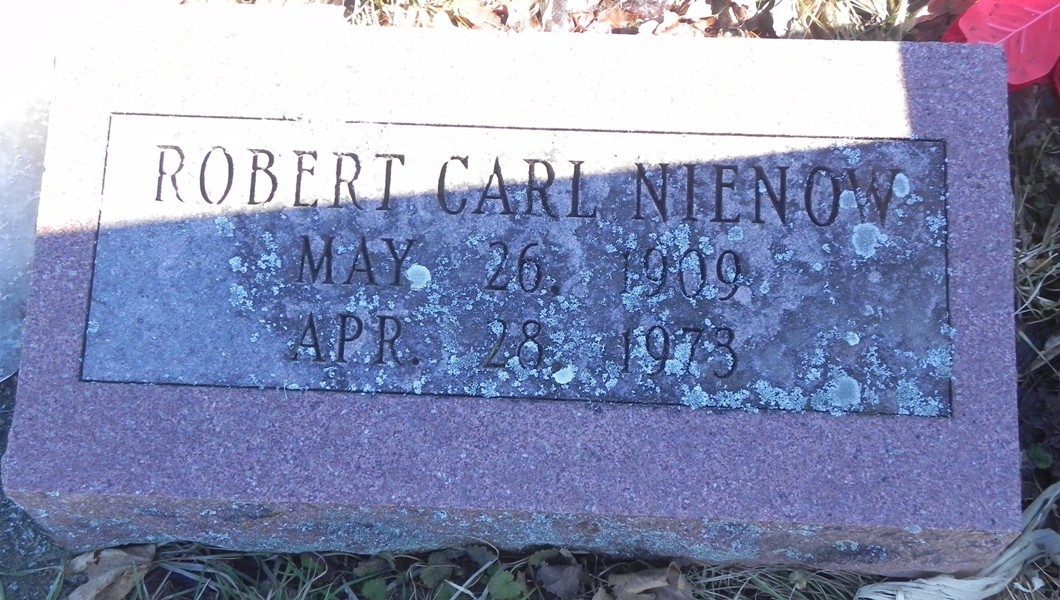 ROBERT CARL NIENOW
MAY 26, 1909
APR. 28, 1973